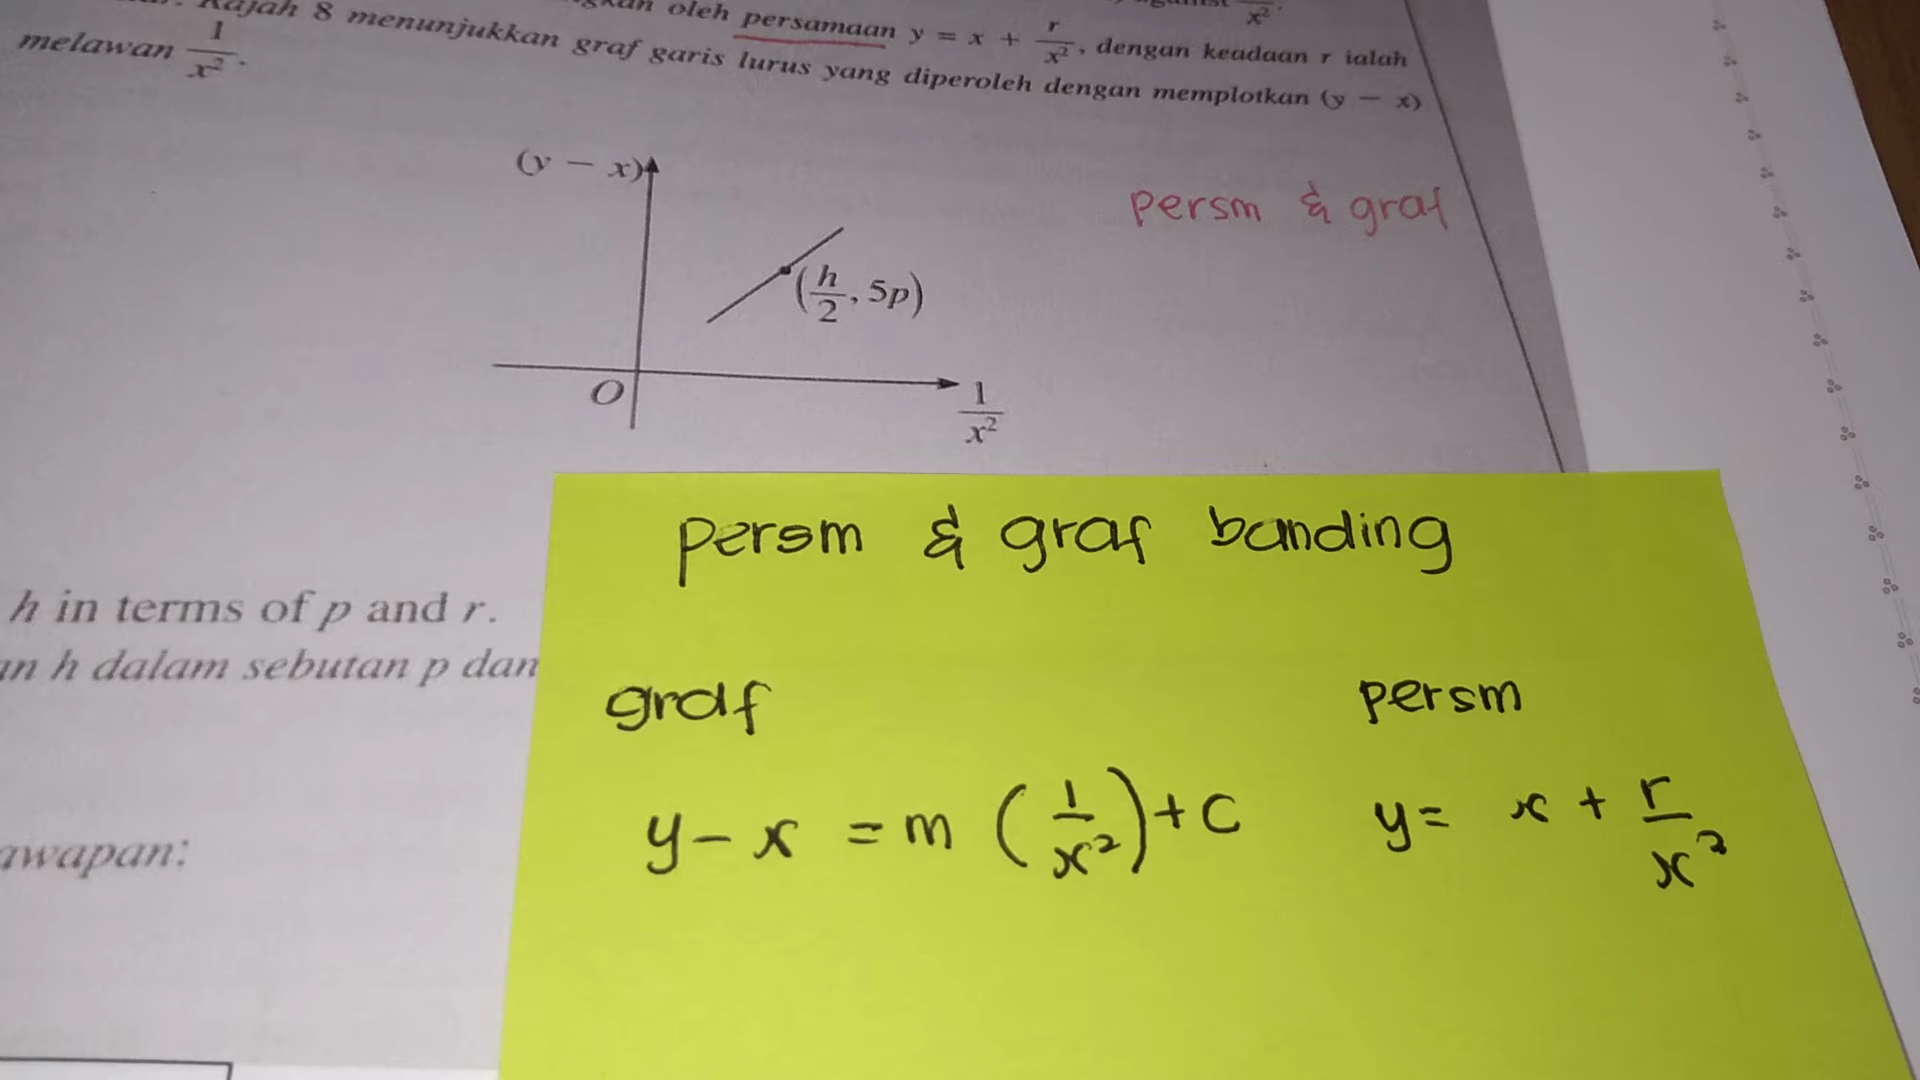 oleh persamaan y = x + r/x², dengan keadaan r ialah
Rajah 8 menunjukkan graf garis lurus yang diperoleh dengan memplotkan (y − x)
melawan 1/x².
(y − x)
persm & graf
(h/2, 5p)
O
1/x²
persm & graf banding
h in terms of p and r.
h dalam sebutan p dan
graf persm
y − x = m (1/x²) + c y = x + r/x²